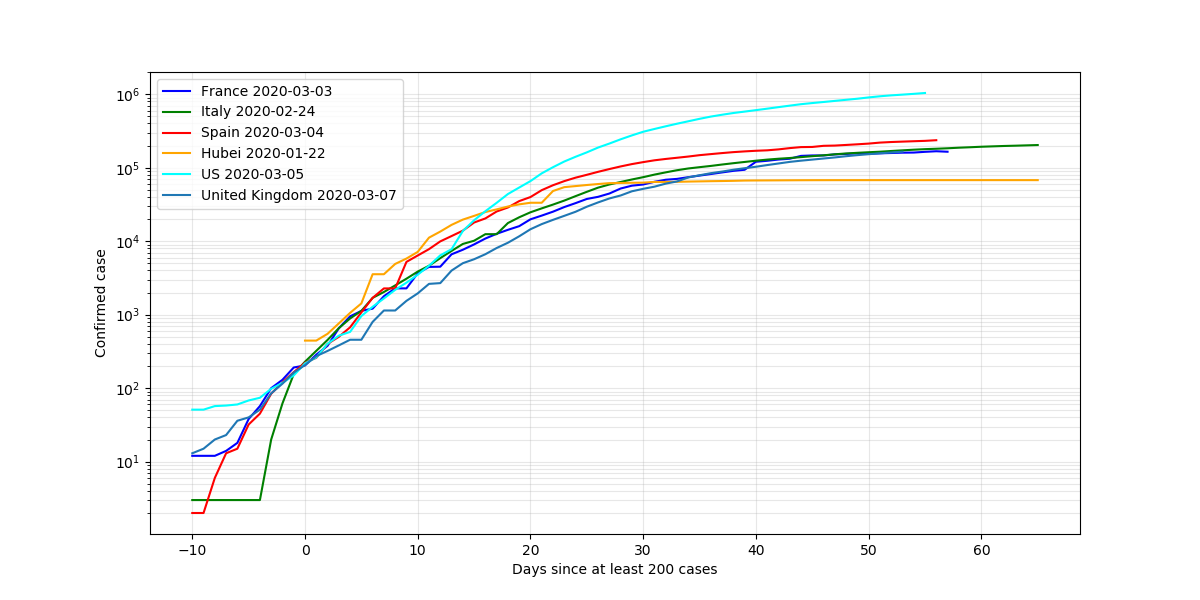 France 2020-03-03
Italy 2020-02-24
Spain 2020-03-04
Hubei 2020-01-22
US 2020-03-05
United Kingdom 2020-03-07
10⁶
10⁵
10⁴
10³
10²
10¹
Confirmed case
−10 0 10 20 30 40 50 60
Days since at least 200 cases